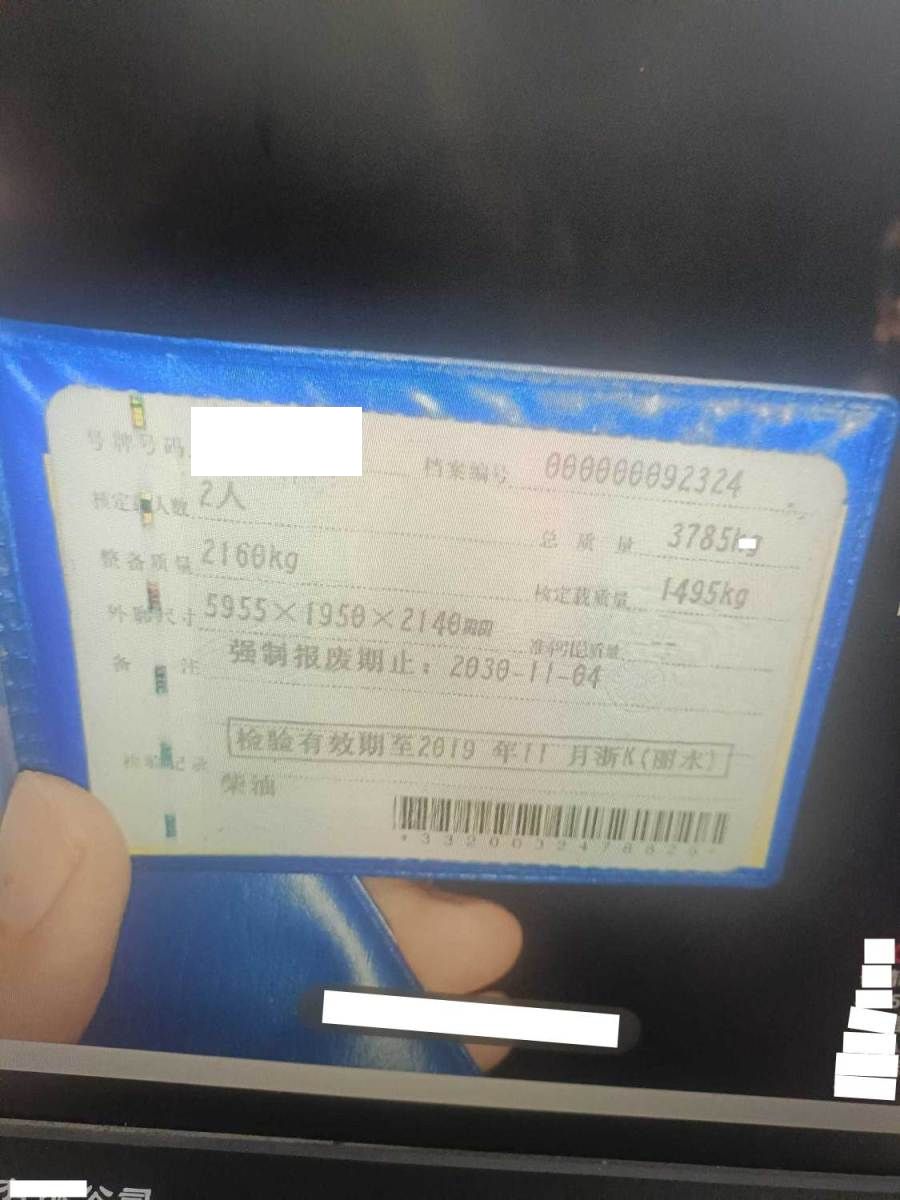 号牌号码
档案编号 000000092324
核定载人数 2人
总质量 3785kg
整备质量 2160kg
核定载质量 1495kg
外廓尺寸 5955×1950×2140mm
准牵引总质量 --
备注 强制报废期止：2030-11-04
检验有效期至2019 年11 月浙K(丽水)
检验记录
柴油
公司